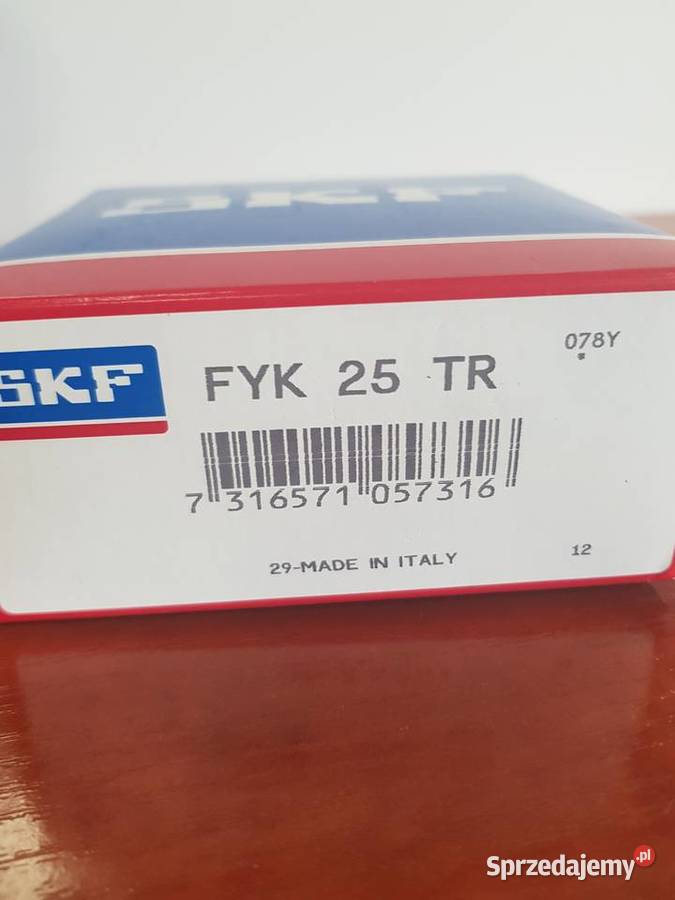 SKF
078Y
SKF
FYK 25 TR
7 316571 057316
29-MADE IN ITALY
12
Sprzedajemy.pl